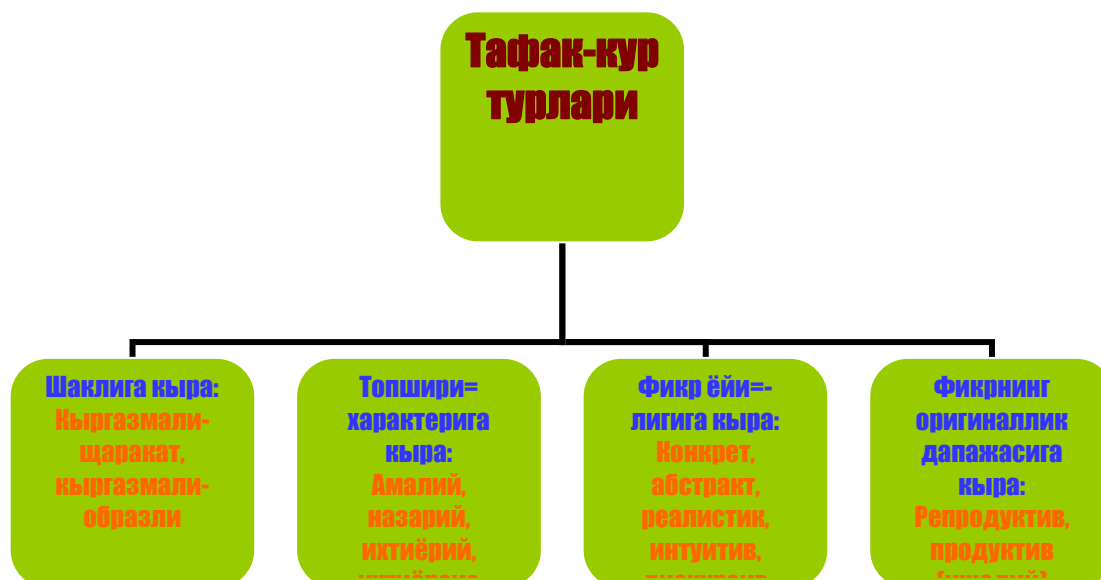 Тафак-кур
турлари
Шаклига кыра:
Кыргазмали-
щаракат,
кыргазмали-
образли
Топшири=
характерига
кыра:
Амалий,
назарий,
ихтиёрий,
Фикр ёйи=-
лигига кыра:
Конкрет,
абстракт,
реалистик,
интуитив,
Фикрнинг
оригиналлик
дапажасига
кыра:
Репродуктив,
продуктив